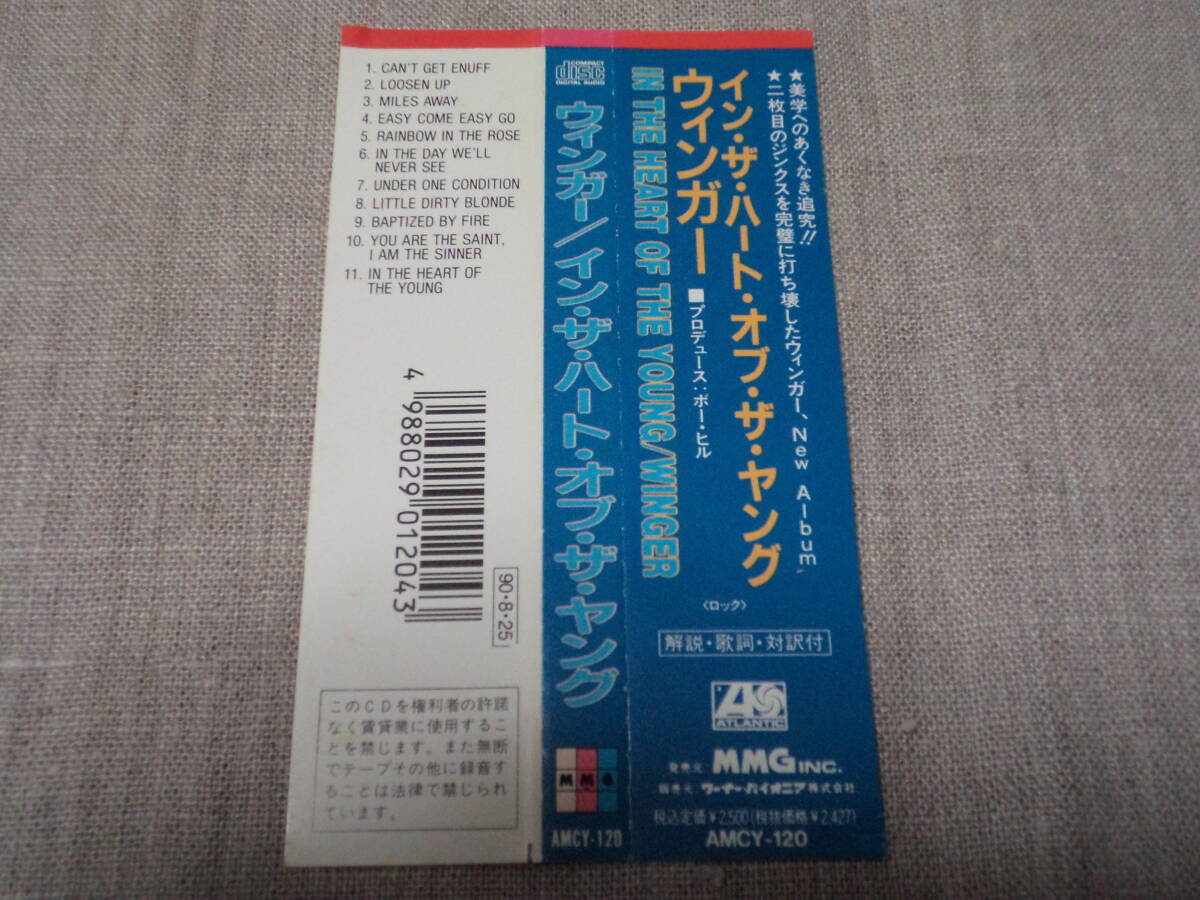 1. CAN'T GET ENUFF
2. LOOSEN UP
3. MILES AWAY
4. EASY COME EASY GO
5. RAINBOW IN THE ROSE
6. IN THE DAY WE'LL
NEVER SEE
7. UNDER ONE CONDITION
8. LITTLE DIRTY BLONDE
9. BAPTIZED BY FIRE
10. YOU ARE THE SAINT,
I AM THE SINNER
11. IN THE HEART OF
THE YOUNG
4 988029 012043
90・8・25
このCDを権利者の許諾
なく賃貸業に使用するこ
とを禁じます。また無断
でテープその他に録音す
ることは法律で禁じられ
ています。
COMPACT
disc
DIGITAL AUDIO
ウィンガー/イン・ザ・ハート・オブ・ザ・ヤング
MMG
AMCY-120
★美学へのあくなき追究!!
★二枚目のジンクスを完璧に打ち壊したウィンガー、New Album
イン・ザ・ハート・オブ・ザ・ヤング
ウィンガー
■プロデュース:ボー・ヒル
IN THE HEART OF THE YOUNG/WINGER
〈ロック〉
解説・歌詞・対訳付
ATLANTIC
発売元 MMG INC.
販売元 ワーナー・パイオニア株式会社
税込定価¥2,500(税抜価格¥2,427)
AMCY-120